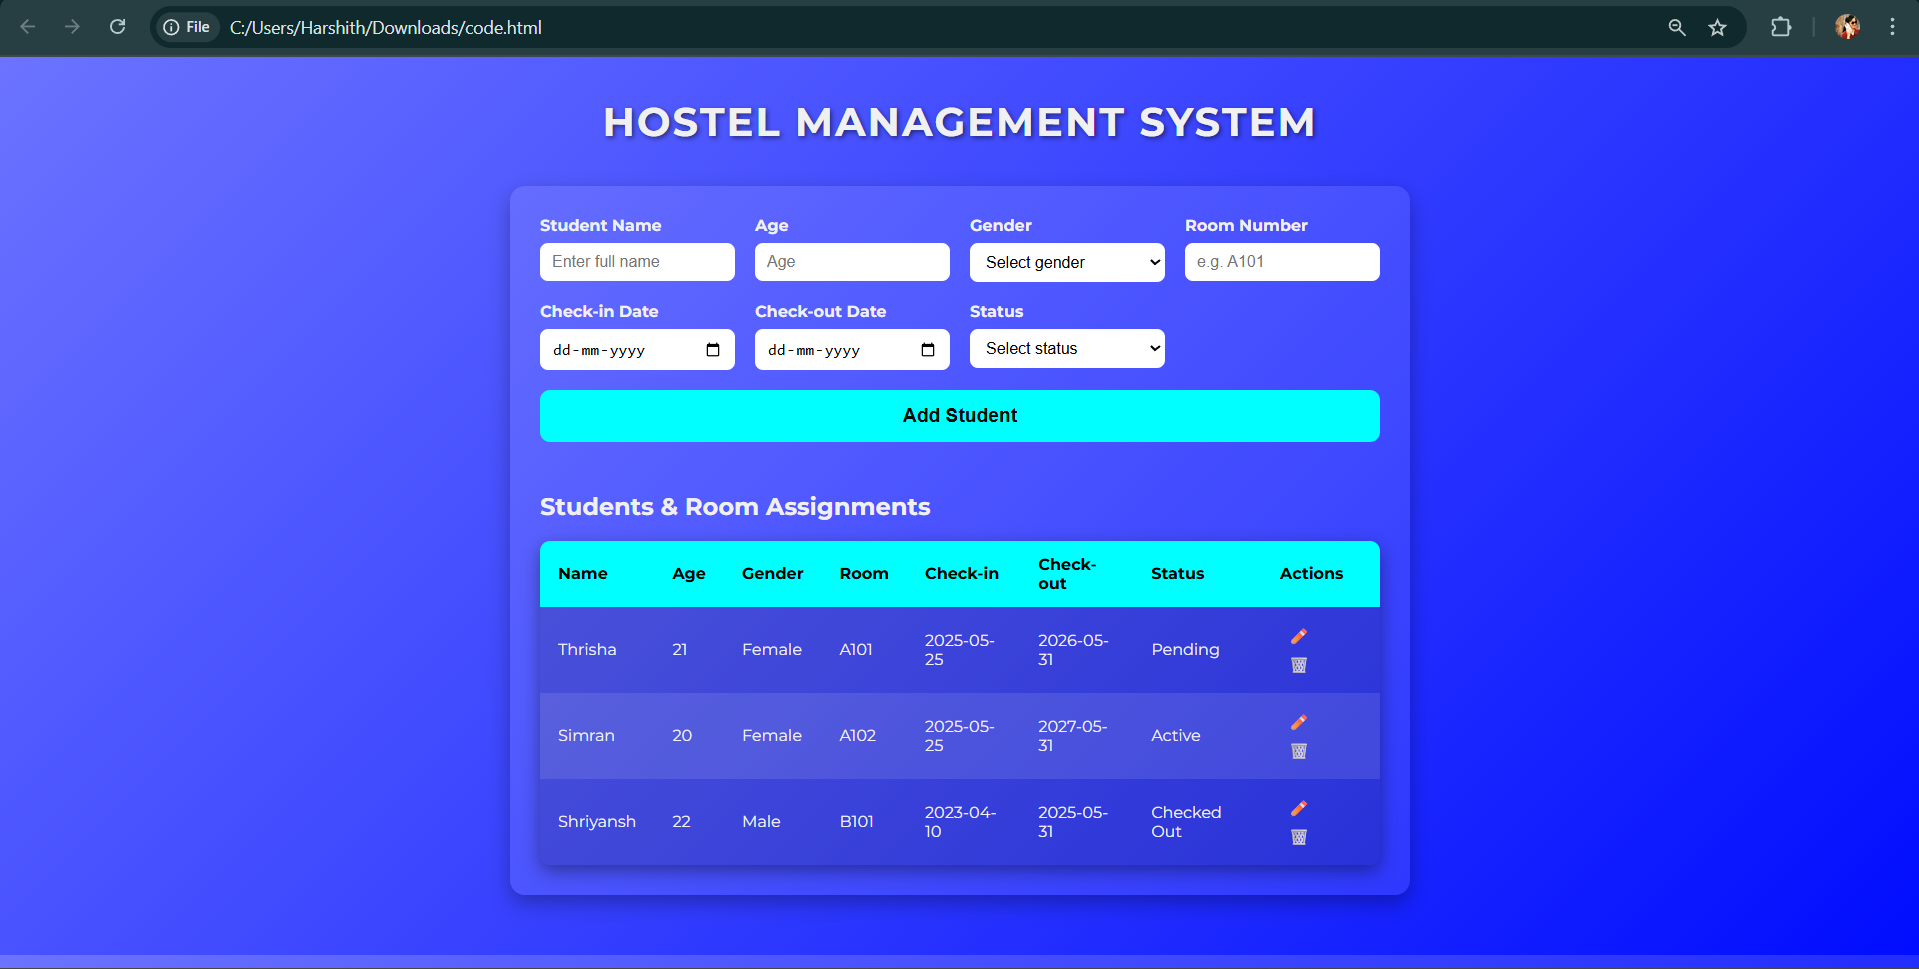 File C:/Users/Harshith/Downloads/code.html
HOSTEL MANAGEMENT SYSTEM
Student Name Age Gender Room Number
Enter full name Age Select gender e.g. A101
Check-in Date Check-out Date Status
dd-mm-yyyy dd-mm-yyyy Select status
Add Student
Students & Room Assignments
Name Age Gender Room Check-in Check-
out Status Actions
Thrisha 21 Female A101 2025-05-
25 2026-05-
31 Pending
Simran 20 Female A102 2025-05-
25 2027-05-
31 Active
Shriyansh 22 Male B101 2023-04-
10 2025-05-
31 Checked
Out